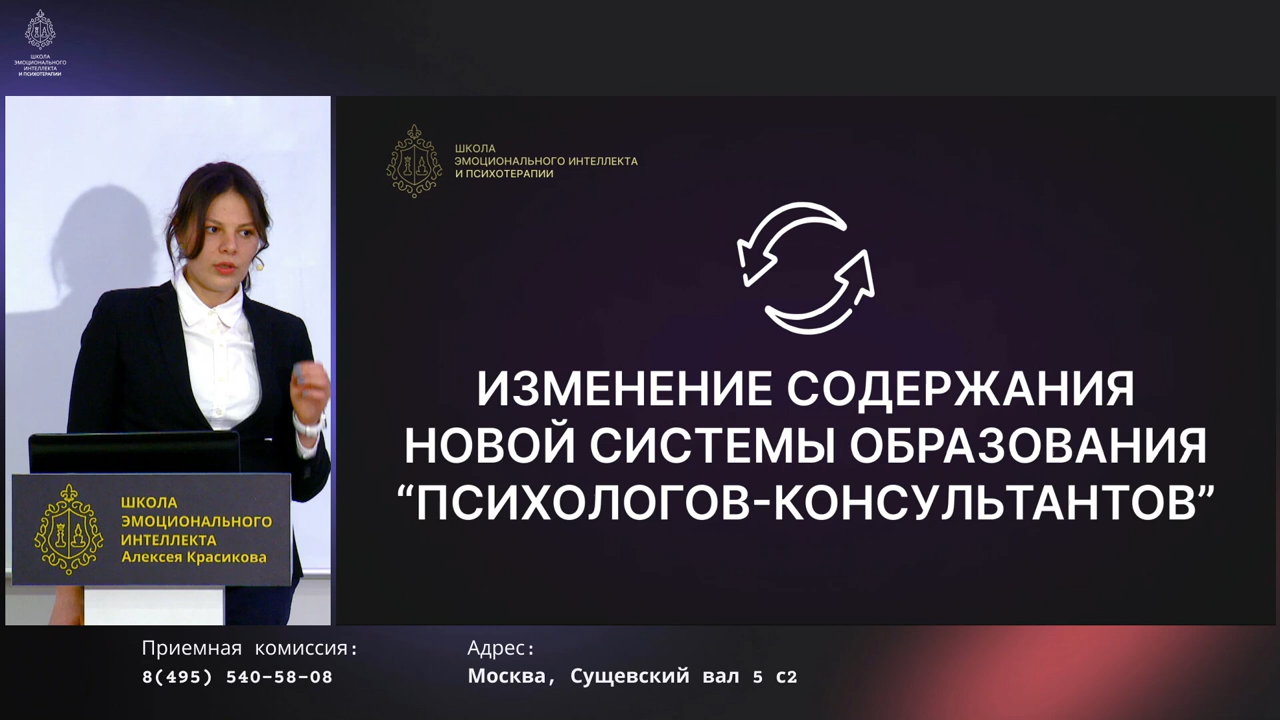 ШКОЛА
ЭМОЦИОНАЛЬНОГО
ИНТЕЛЛЕКТА
И ПСИХОТЕРАПИИ
ШКОЛА
ЭМОЦИОНАЛЬНОГО ИНТЕЛЛЕКТА
И ПСИХОТЕРАПИИ
ИЗМЕНЕНИЕ СОДЕРЖАНИЯ
НОВОЙ СИСТЕМЫ ОБРАЗОВАНИЯ
“ПСИХОЛОГОВ-КОНСУЛЬТАНТОВ”
ШКОЛА
ЭМОЦИОНАЛЬНОГО
ИНТЕЛЛЕКТА
Алексея Красикова
Приемная комиссия:
8(495) 540-58-08
Адрес:
Москва, Сущевский вал 5 с2